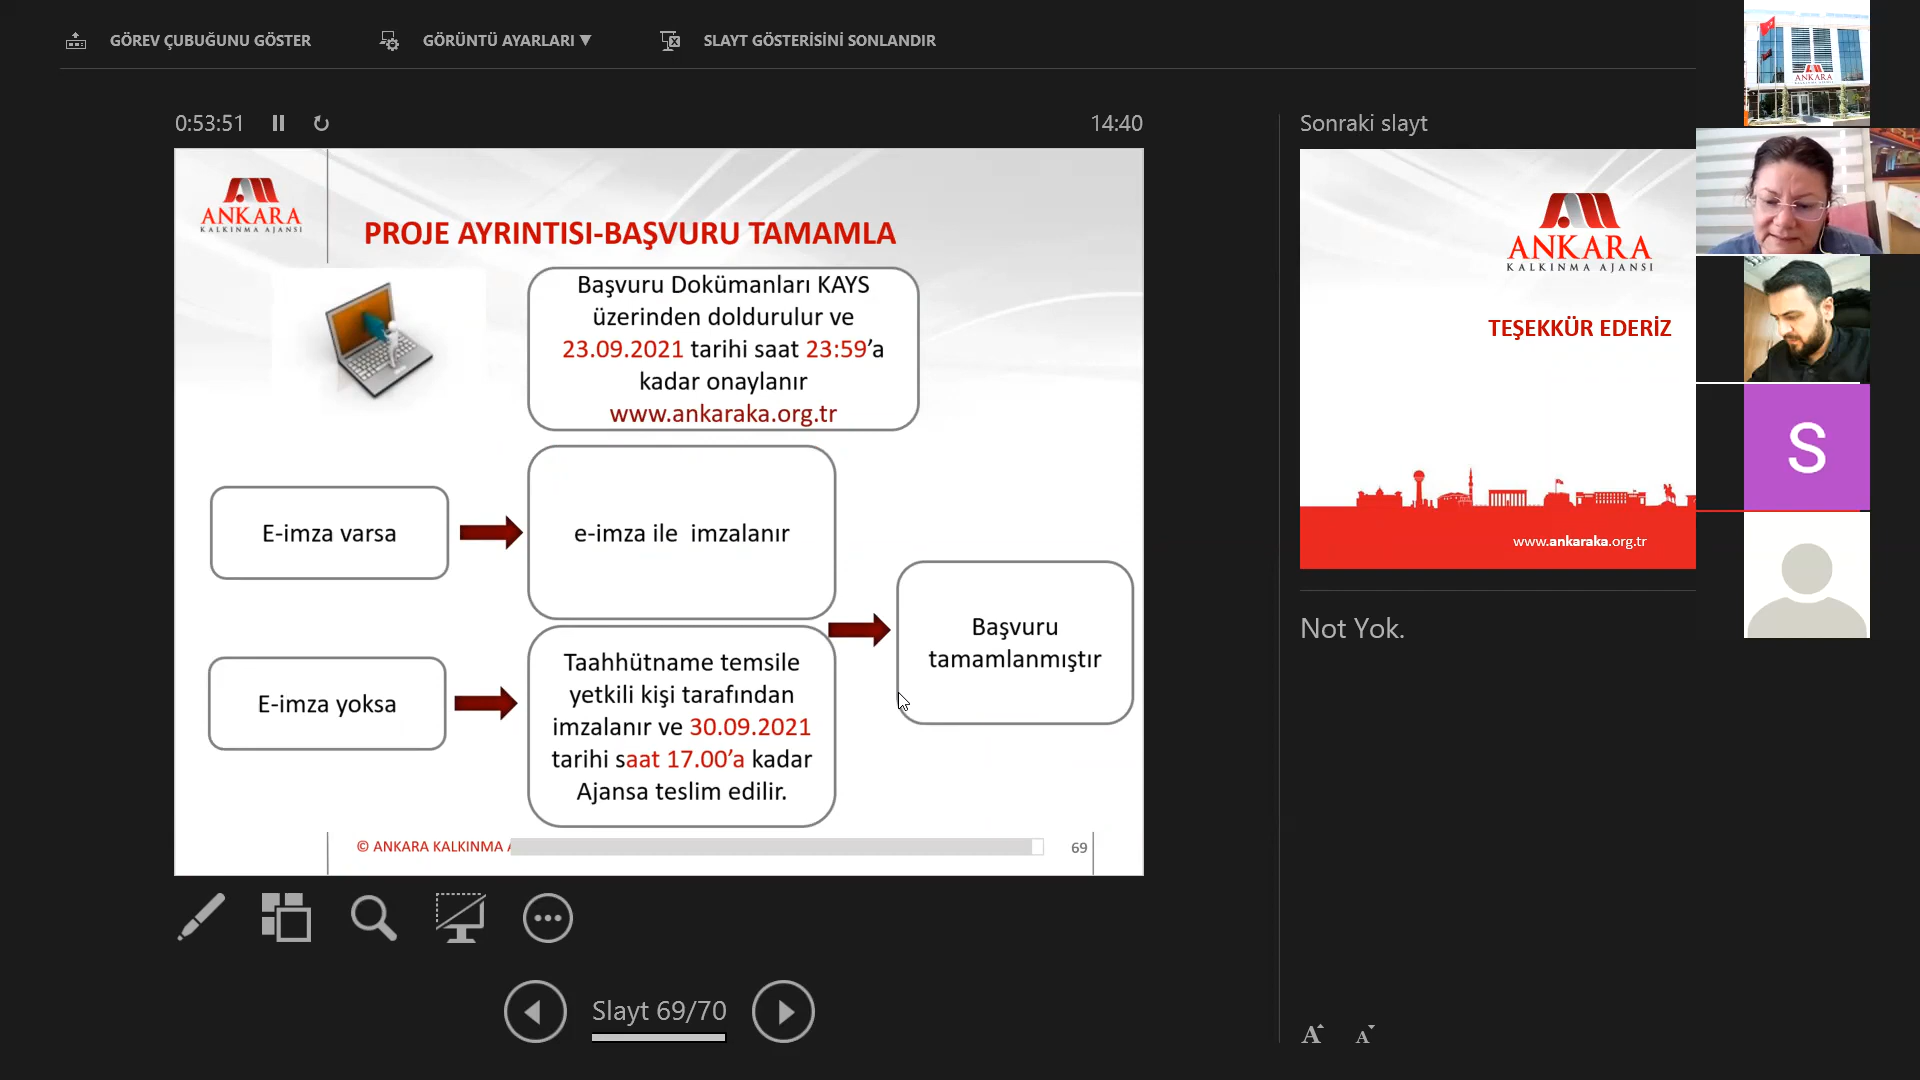 GÖREV ÇUBUĞUNU GÖSTER
GÖRÜNTÜ AYARLARI ▼
SLAYT GÖSTERİSİNİ SONLANDIR
0:53:51
14:40
ANKARA
KALKINMA AJANSI
PROJE AYRINTISI-BAŞVURU TAMAMLA
Başvuru Dokümanları KAYS
üzerinden doldurulur ve
23.09.2021 tarihi saat 23:59’a
kadar onaylanır
www.ankaraka.org.tr
E-imza varsa
e-imza ile imzalanır
E-imza yoksa
Taahhütname temsile
yetkili kişi tarafından
imzalanır ve 30.09.2021
tarihi saat 17.00’a kadar
Ajansa teslim edilir.
Başvuru
tamamlanmıştır
© ANKARA KALKINMA
69
Slayt 69/70
Sonraki slayt
ANKARA
KALKINMA AJANSI
TEŞEKKÜR EDERİZ
www.ankaraka.org.tr
Not Yok.
A
A
ANKARA
S